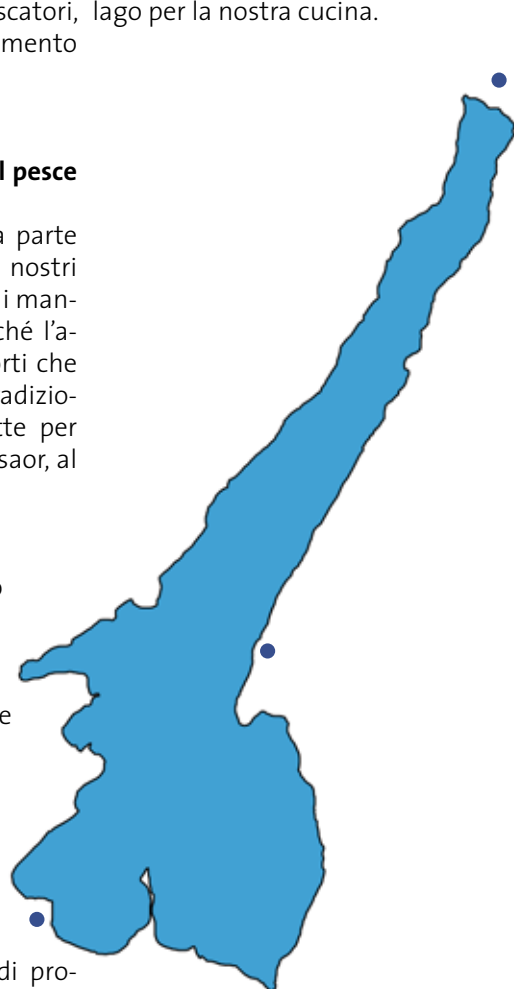 scatori, lago per la nostra cucina.
mento
l pesce
a parte
nostri
i man-
ché l'a-
orti che
adizio-
tte per
saor, al
o
e
di pro-